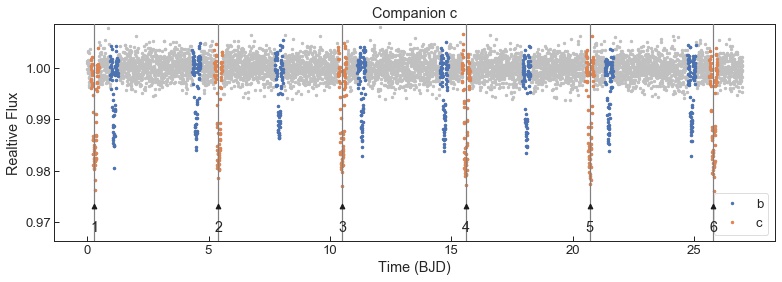 Companion c
Realtive Flux
1.00
0.99
0.98
0.97
1 2 3 4 5 6
b
c
0 5 10 15 20 25
Time (BJD)